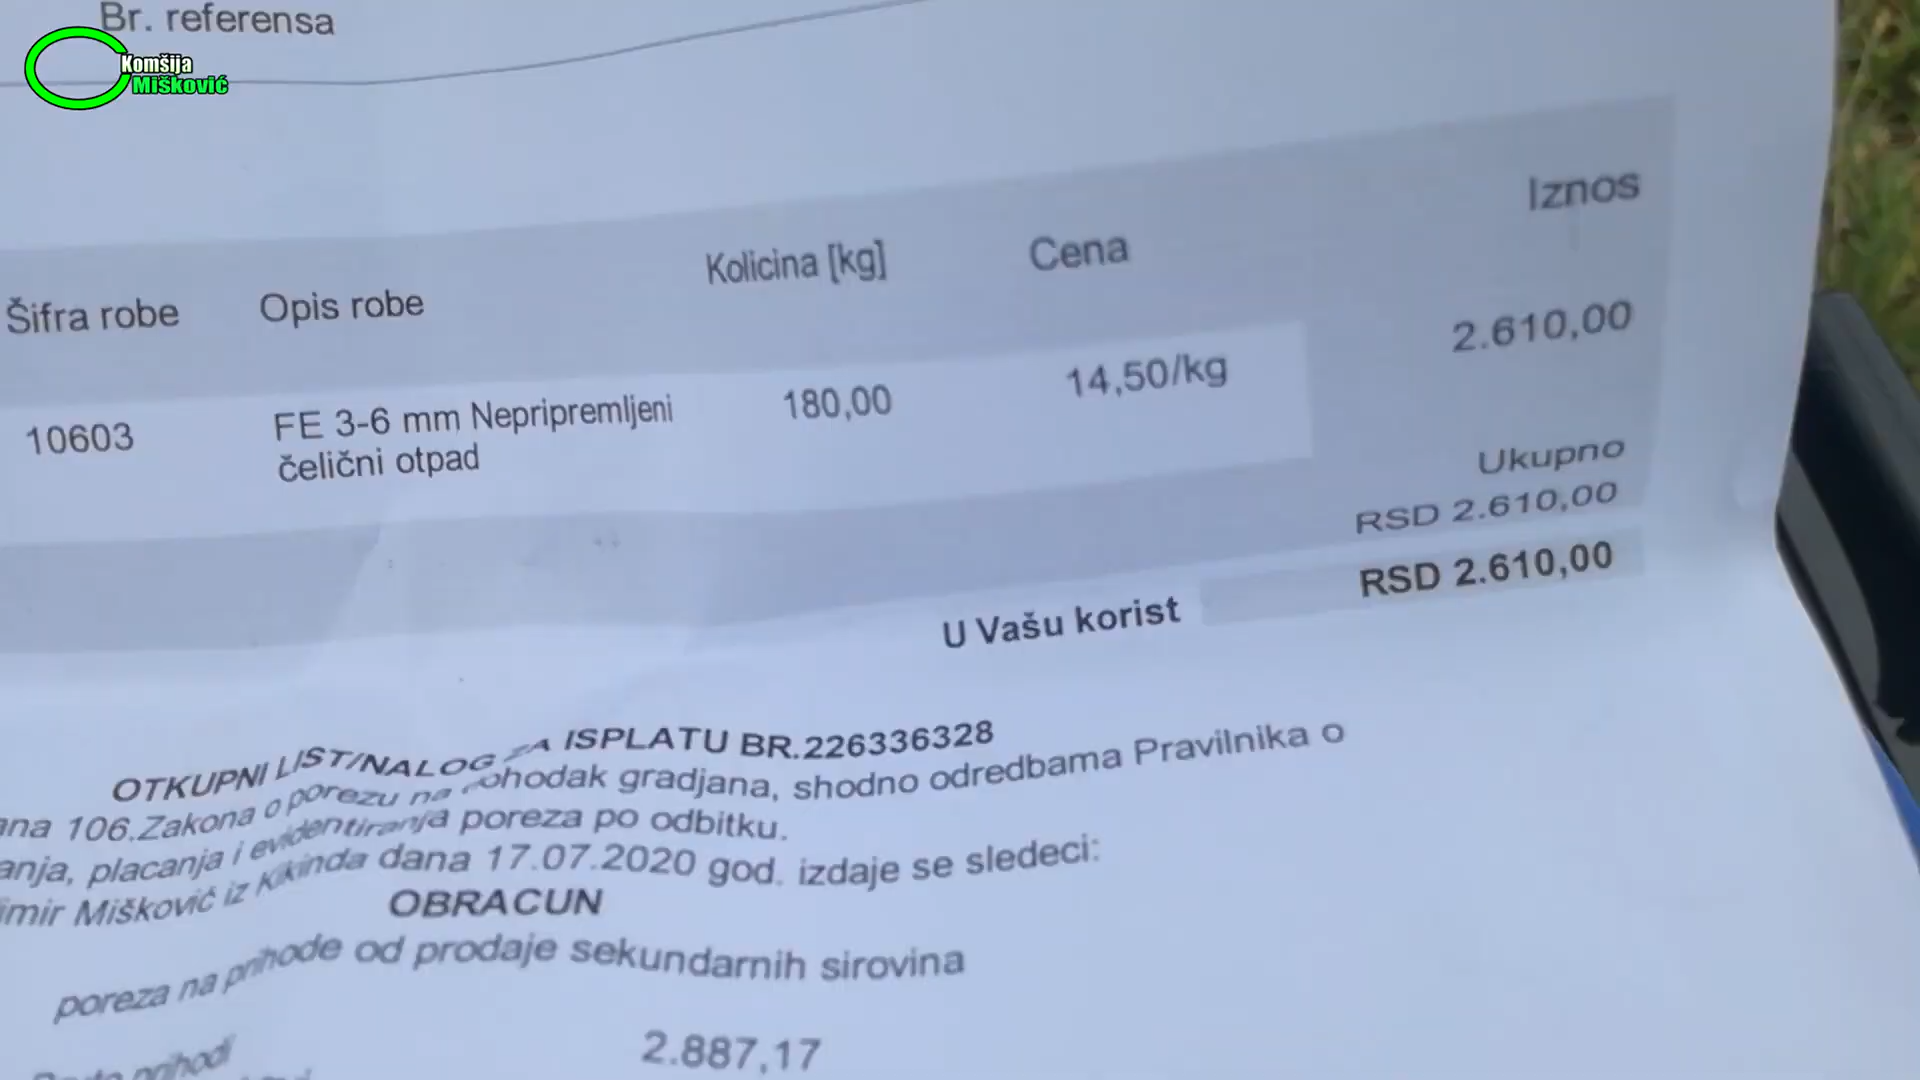 Br. referensa
Komšija
Mišković
Šifra robe Opis robe Kolicina [kg] Cena Iznos
10603 FE 3-6 mm Nepripremljeni 180,00 14,50/kg 2.610,00
čelični otpad
Ukupno
RSD 2.610,00
U Vašu korist RSD 2.610,00
OTKUPNI LIST/NALOG ZA ISPLATU BR.226336328
106.Zakona o porezu na dohodak gradjana, shodno odredbama Pravilnika o
placanja i evidentiranja poreza po odbitku.
Mišković iz Kikinda dana 17.07.2020 god. izdaje se sledeci:
OBRACUN
poreza na prihode od prodaje sekundarnih sirovina
prihodi 2.887,17